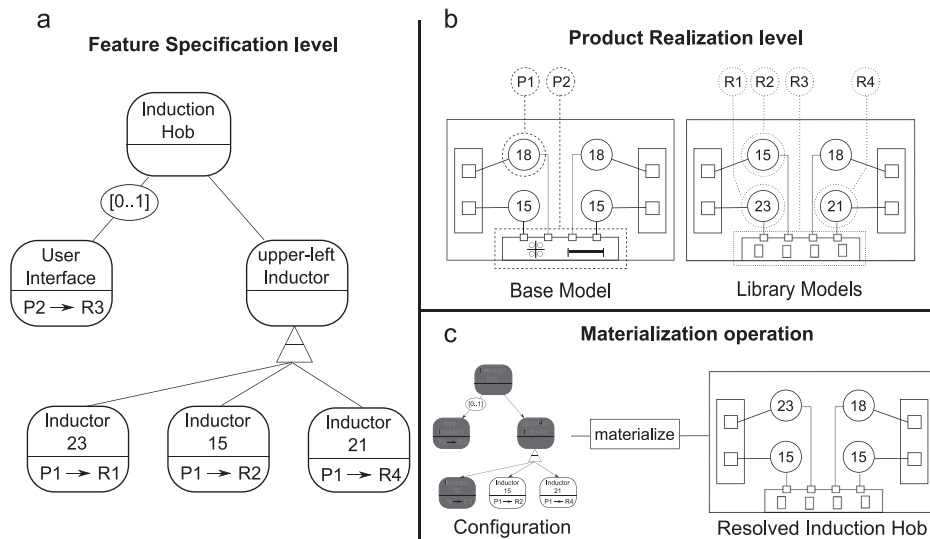 a
Feature Specification level
Induction
Hob
[0..1]
User
Interface
P2 → R3
upper-left
Inductor
Inductor
23
P1 → R1
Inductor
15
P1 → R2
Inductor
21
P1 → R4
b
Product Realization level
P1 P2 R1 R2 R3 R4
18 18 15 18
15 15 23 21
Base Model
Library Models
c
Materialization operation
[0..1]
Inductor
15
P1 → R2
Inductor
21
P1 → R4
Configuration
materialize
23 18
15 15
Resolved Induction Hob